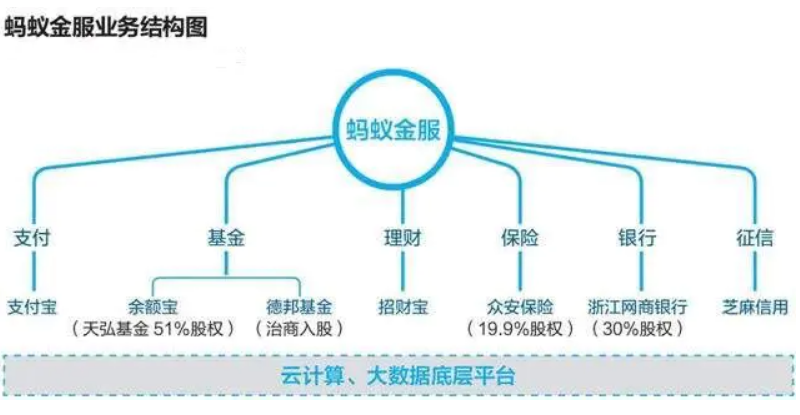 蚂蚁金服业务结构图
蚂蚁金服
支付 基金 理财 保险 银行 征信
支付宝 余额宝 德邦基金 招财宝 众安保险 浙江网商银行 芝麻信用
（天弘基金 51%股权） （治商入股） （19.9%股权） （30%股权）
云计算、大数据底层平台